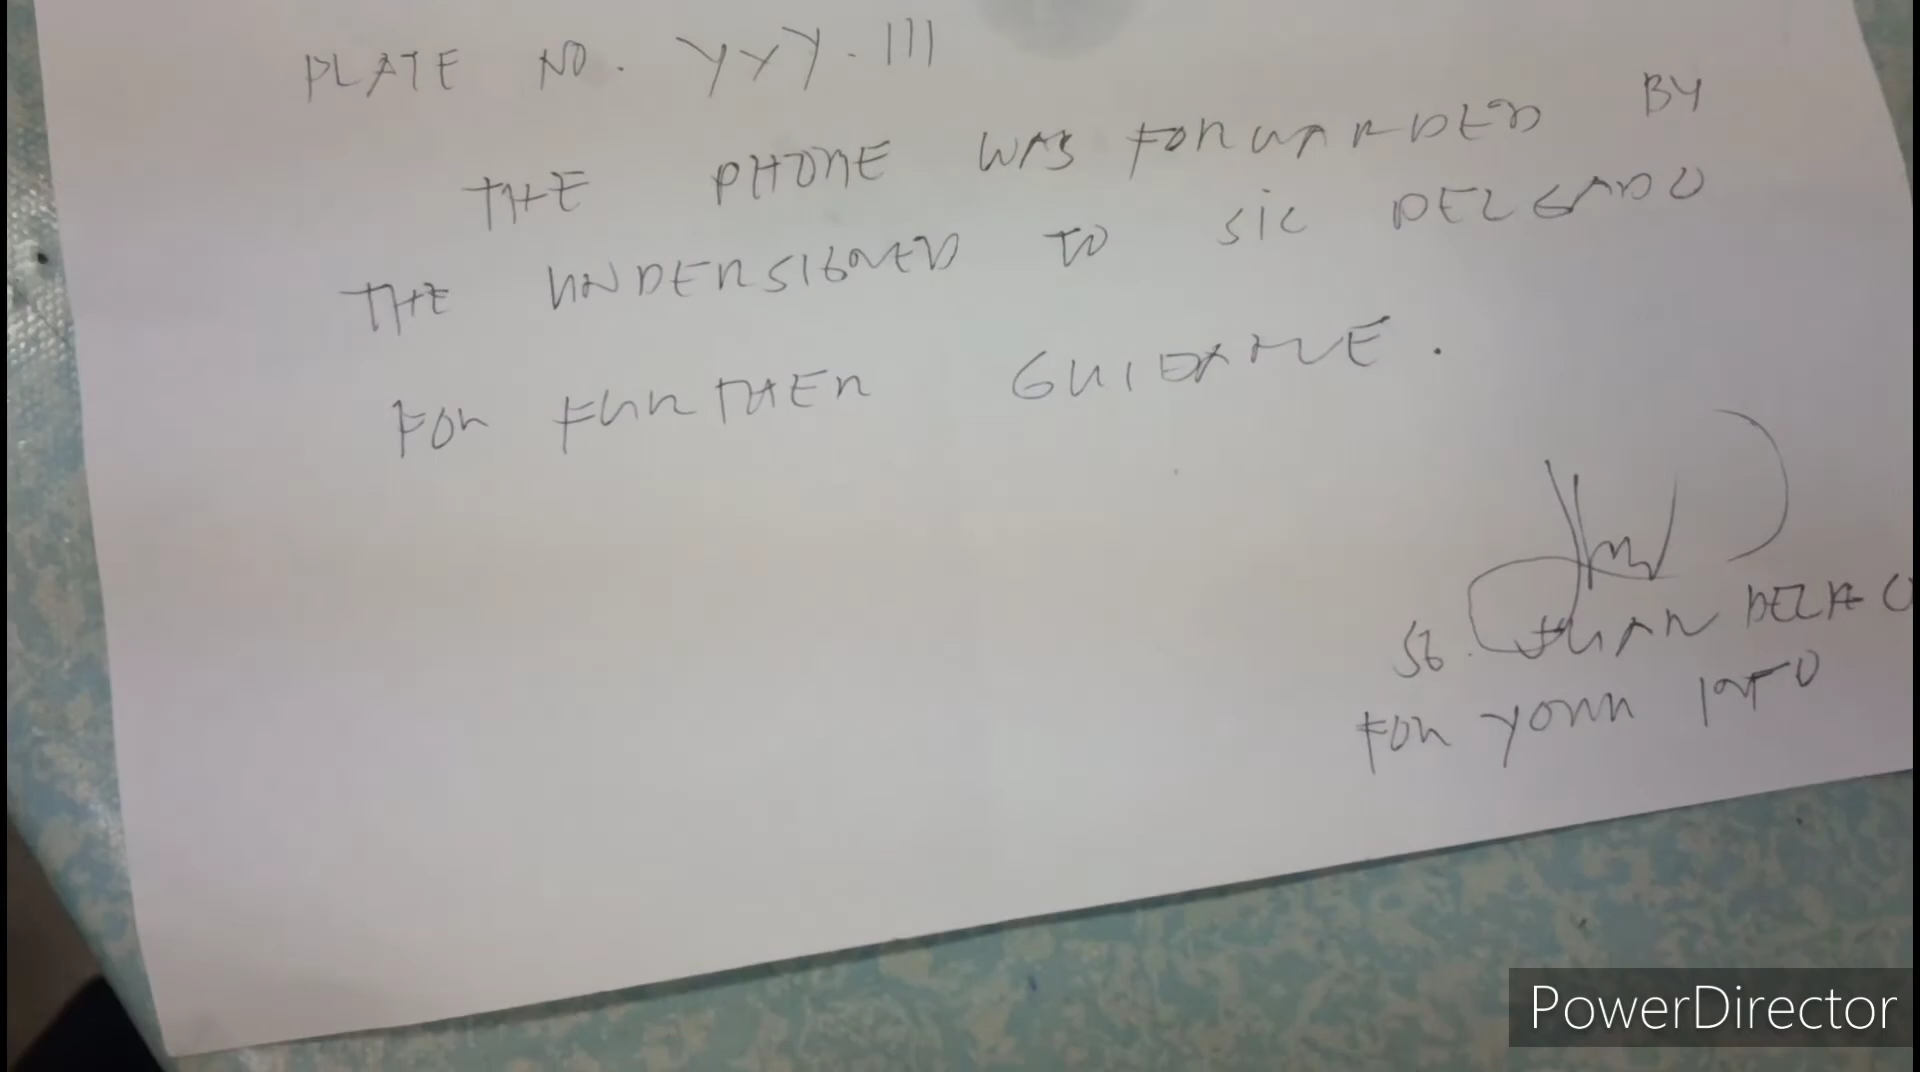 PLATE NO. YYY-111
THE PHONE WAS FORWARDED BY
THE UNDERSIGNED TO SIC DELGADO
FOR FURTHER GUIDANCE.
SG. JUAN
FOR YOUR INFO
PowerDirector